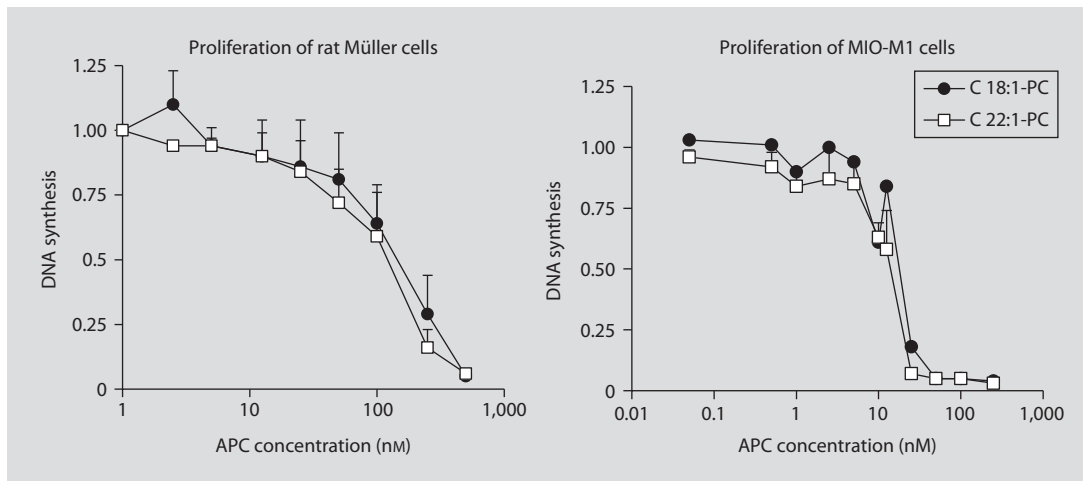 Proliferation of rat Müller cells
1.25
1.00
0.75
0.5
0.25
0
DNA synthesis
1 10 100 1,000
APC concentration (nM)
Proliferation of MIO-M1 cells
C 18:1-PC
C 22:1-PC
1.25
1.00
0.75
0.50
0.25
0
DNA synthesis
0.01 0.1 1 10 100 1,000
APC concentration (nM)